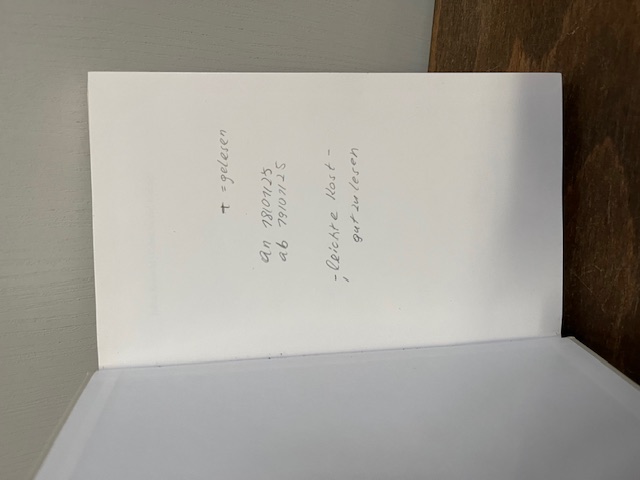 + = gelesen
an 18/01/25
ab 19/01/25
- leichte Kost -
gut zu lesen